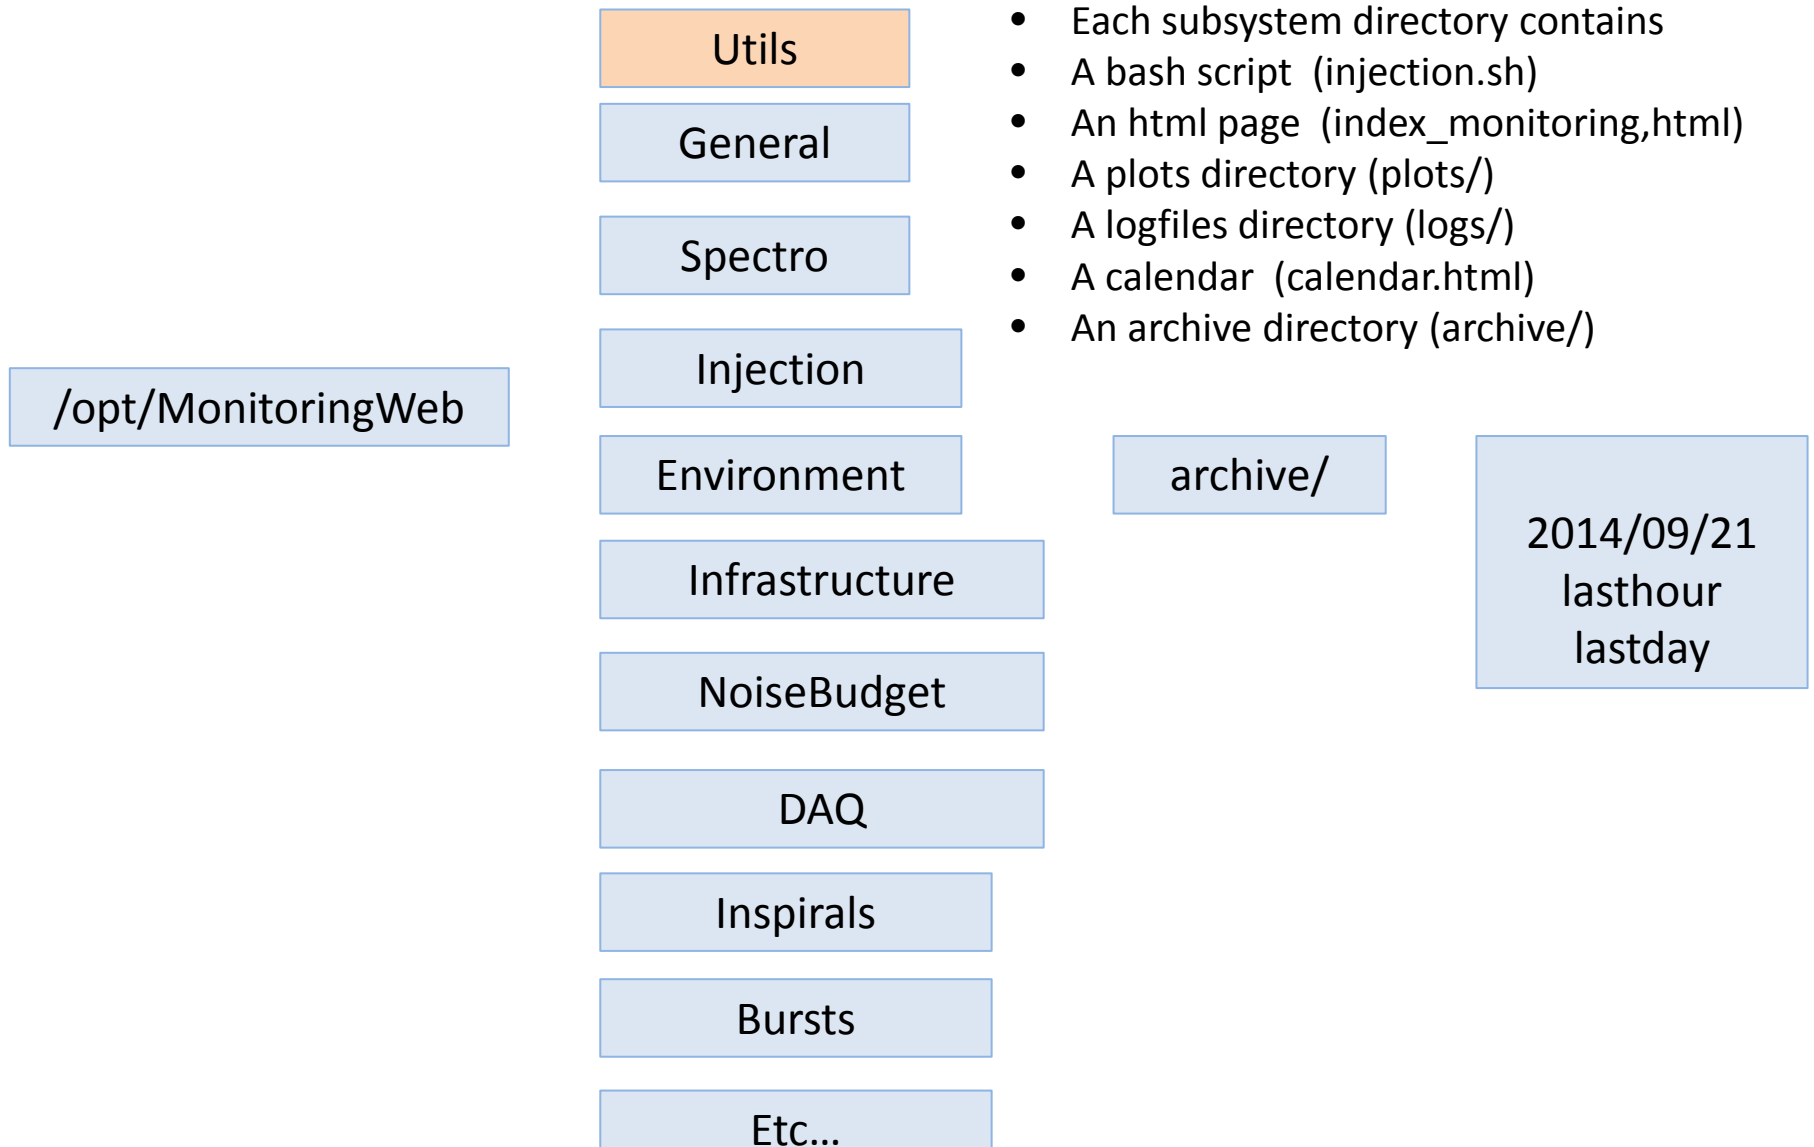 Utils
General
Spectro
Injection
/opt/MonitoringWeb
Environment
Infrastructure
NoiseBudget
DAQ
Inspirals
Bursts
Etc...
• Each subsystem directory contains
• A bash script (injection.sh)
• An html page (index_monitoring,html)
• A plots directory (plots/)
• A logfiles directory (logs/)
• A calendar (calendar.html)
• An archive directory (archive/)
archive/
2014/09/21
lasthour
lastday